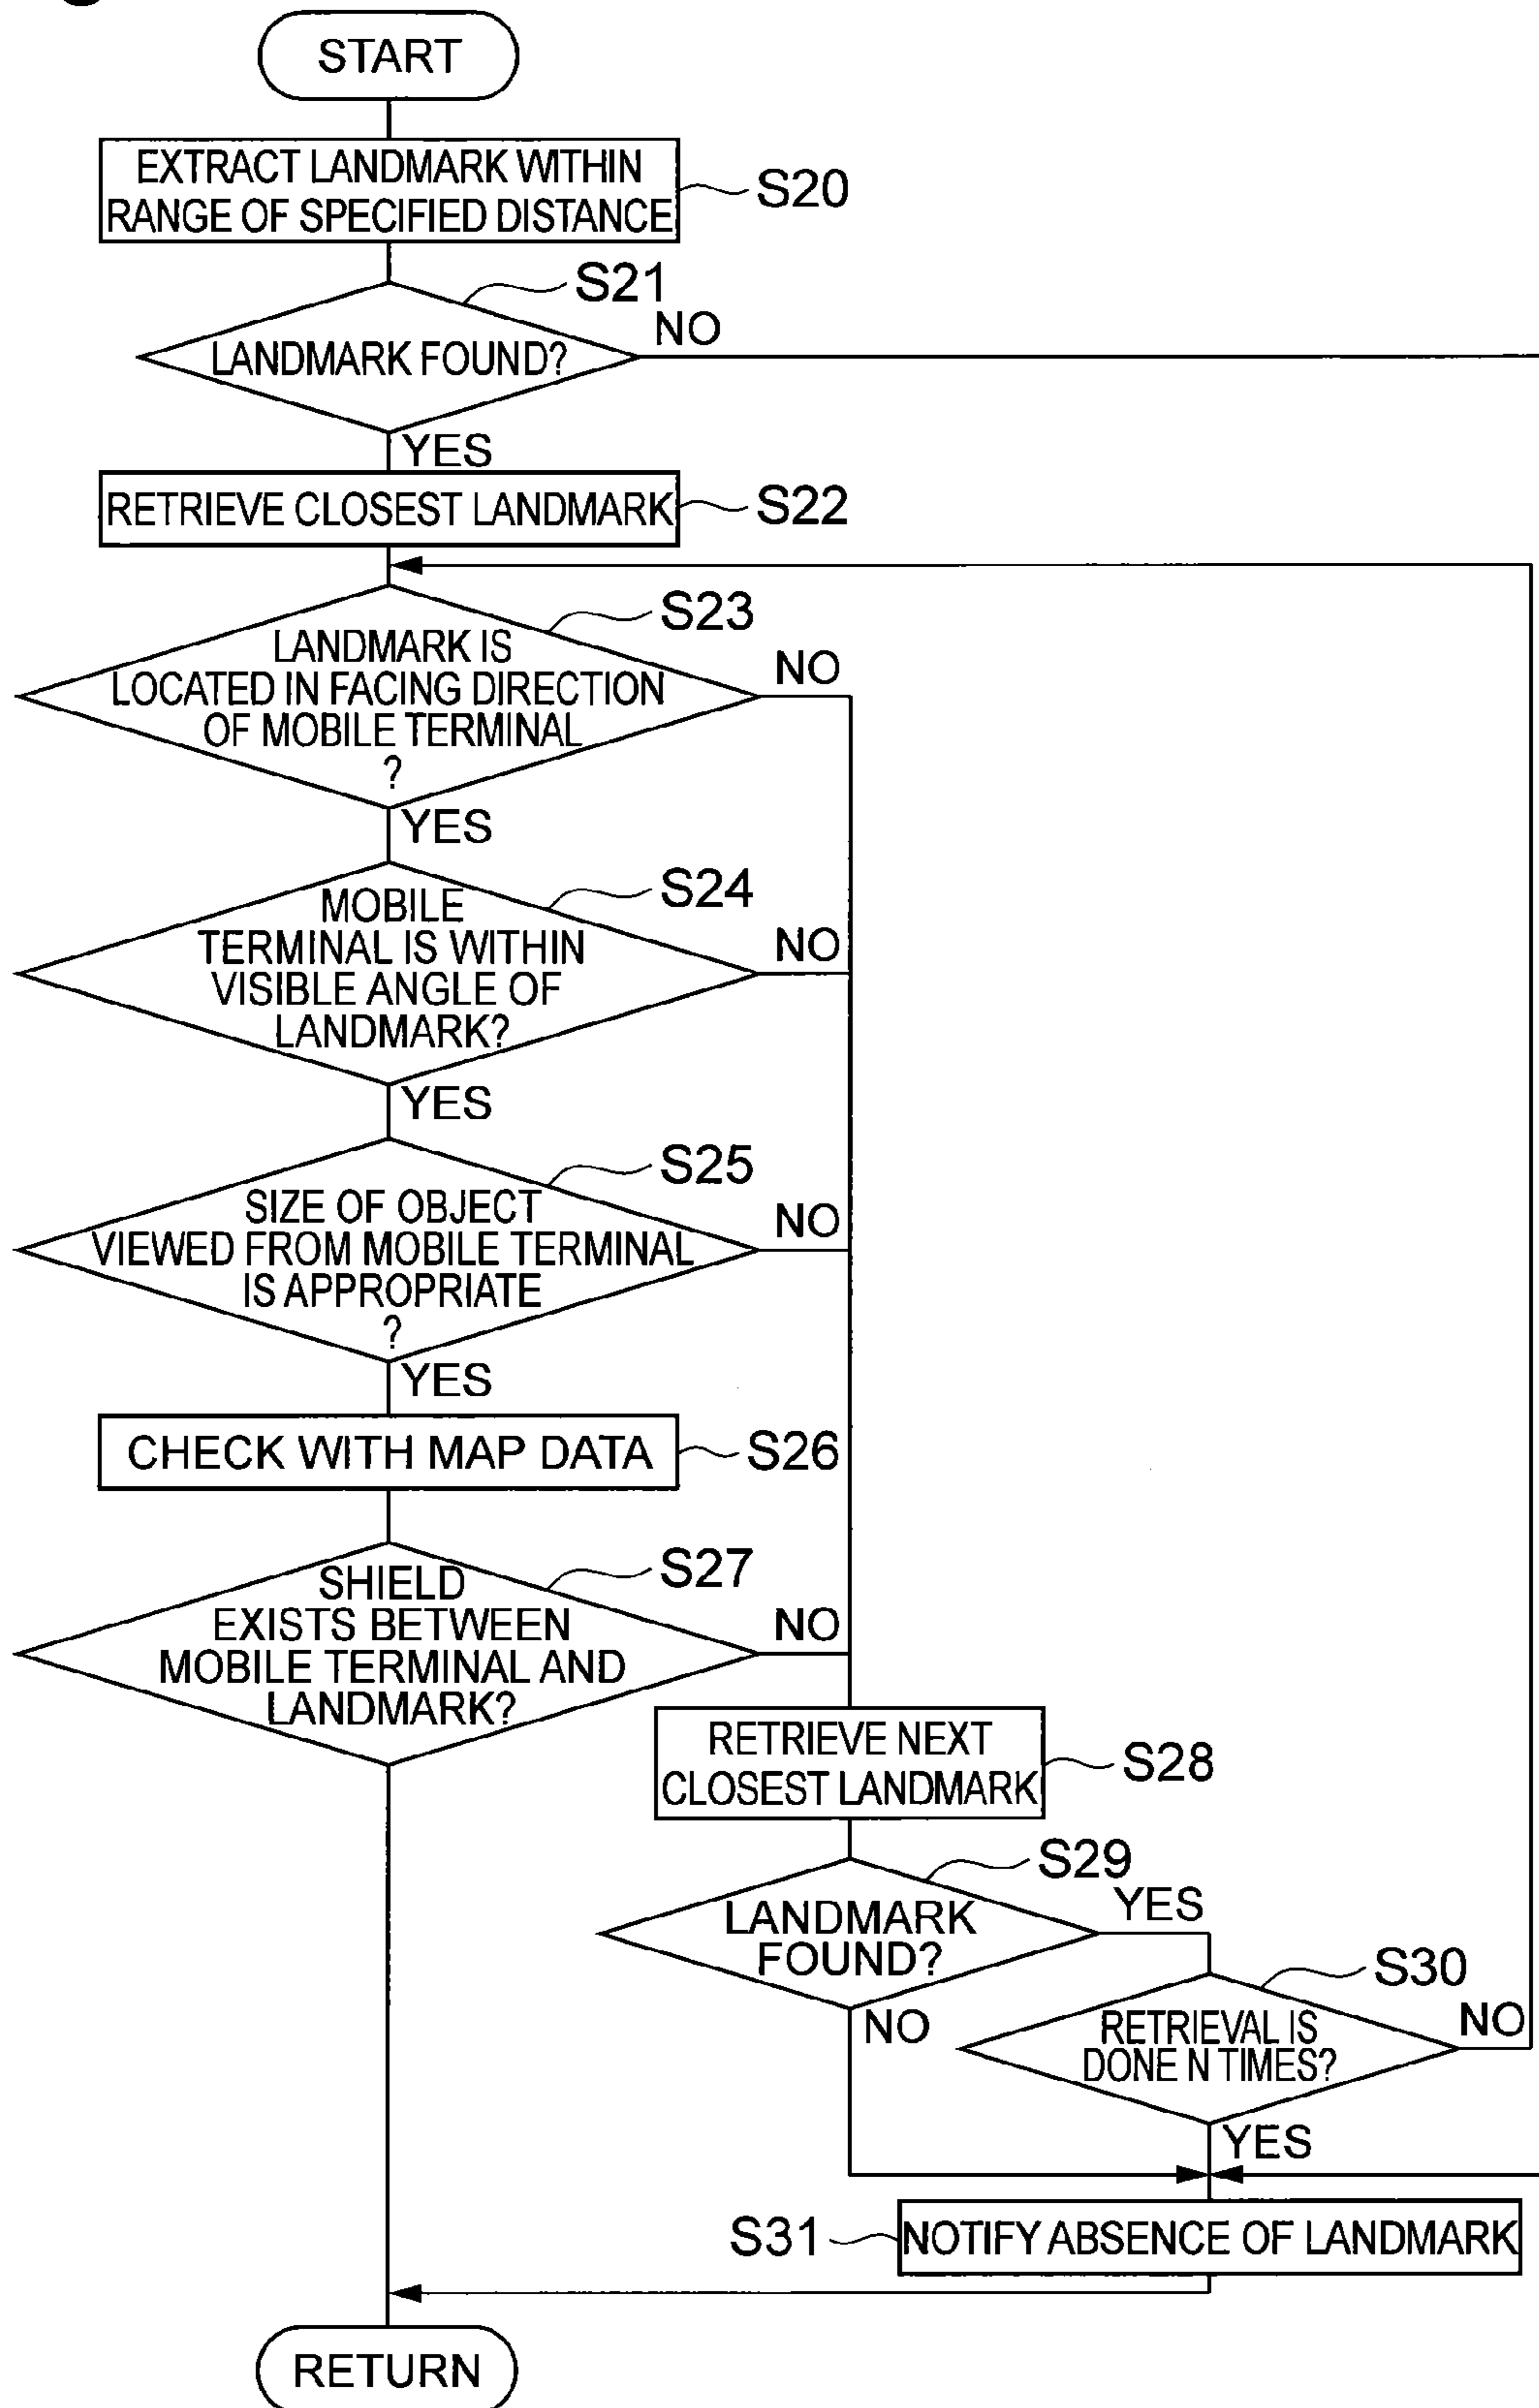 START
EXTRACT LANDMARK WITHIN
RANGE OF SPECIFIED DISTANCE
S20
S21
LANDMARK FOUND?
NO
YES
RETRIEVE CLOSEST LANDMARK
S22
S23
LANDMARK IS
LOCATED IN FACING DIRECTION
OF MOBILE TERMINAL
?
NO
YES
S24
MOBILE
TERMINAL IS WITHIN
VISIBLE ANGLE OF
LANDMARK?
NO
YES
S25
SIZE OF OBJECT
VIEWED FROM MOBILE TERMINAL
IS APPROPRIATE
?
NO
YES
CHECK WITH MAP DATA
S26
S27
SHIELD
EXISTS BETWEEN
MOBILE TERMINAL AND
LANDMARK?
NO
RETRIEVE NEXT
CLOSEST LANDMARK
S28
S29
LANDMARK
FOUND?
YES
NO
S30
RETRIEVAL IS
DONE N TIMES?
NO
YES
S31
NOTIFY ABSENCE OF LANDMARK
RETURN